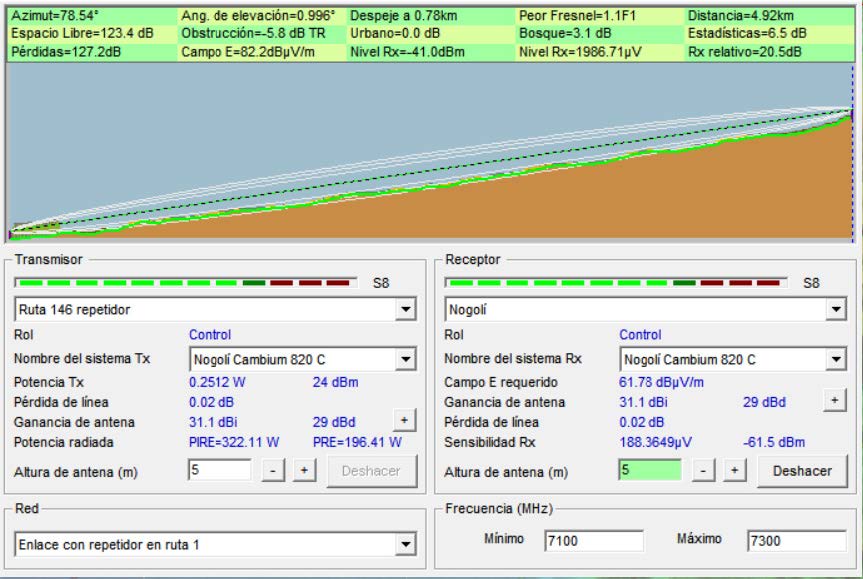 Azimut=78.54° Ang. de elevación=0.996° Despeje a 0.78km Peor Fresnel=1.1F1 Distancia=4.92km
Espacio Libre=123.4 dB Obstrucción=-5.8 dB TR Urbano=0.0 dB Bosque=3.1 dB Estadísticas=6.5 dB
Pérdidas=127.2dB Campo E=82.2dBµV/m Nivel Rx=-41.0dBm Nivel Rx=1986.71µV Rx relativo=20.5dB
Transmisor
S8
Ruta 146 repetidor
Rol Control
Nombre del sistema Tx Nogolí Cambium 820 C
Potencia Tx 0.2512 W 24 dBm
Pérdida de línea 0.02 dB
Ganancia de antena 31.1 dBi 29 dBd +
Potencia radiada PIRE=322.11 W PRE=196.41 W
Altura de antena (m) 5 - + Deshacer
Receptor
S8
Nogolí
Rol Control
Nombre del sistema Rx Nogolí Cambium 820 C
Campo E requerido 61.73 dBµV/m
Ganancia de antena 31.1 dBi 29 dBd +
Pérdida de línea 0.02 dB
Sensibilidad Rx 188.3649µV -61.5 dBm
Altura de antena (m) 5 - + Deshacer
Red
Enlace con repetidor en ruta 1
Frecuencia (MHz)
Mínimo 7100 Máximo 7300